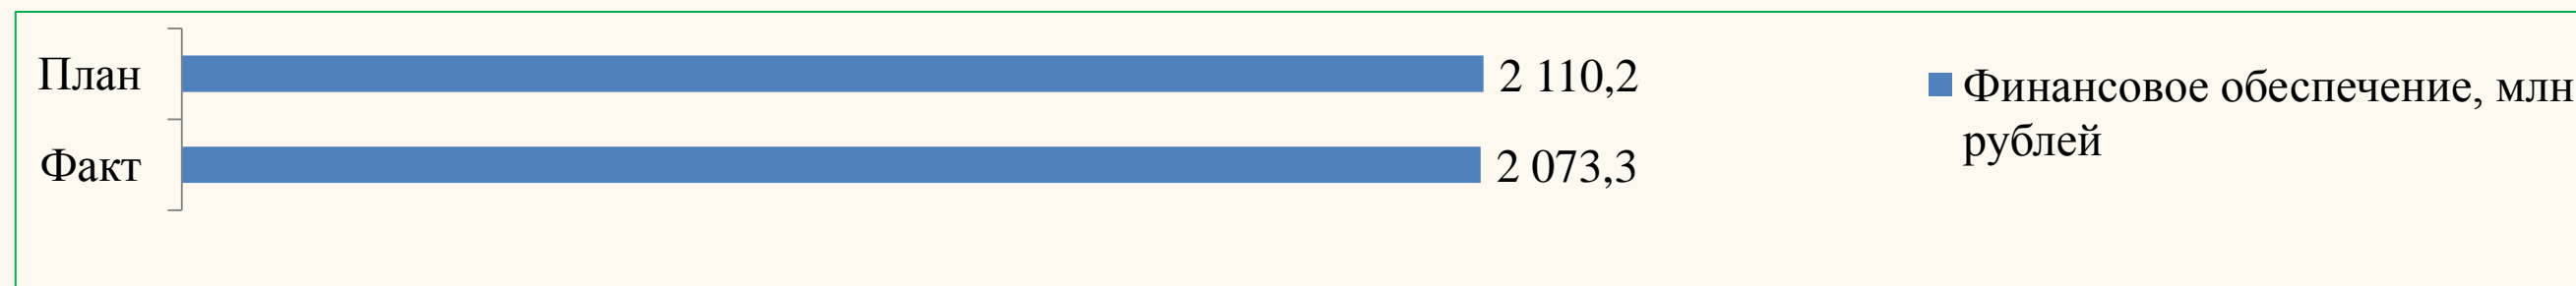 План 2 110,2
Факт 2 073,3
Финансовое обеспечение, млн
рублей